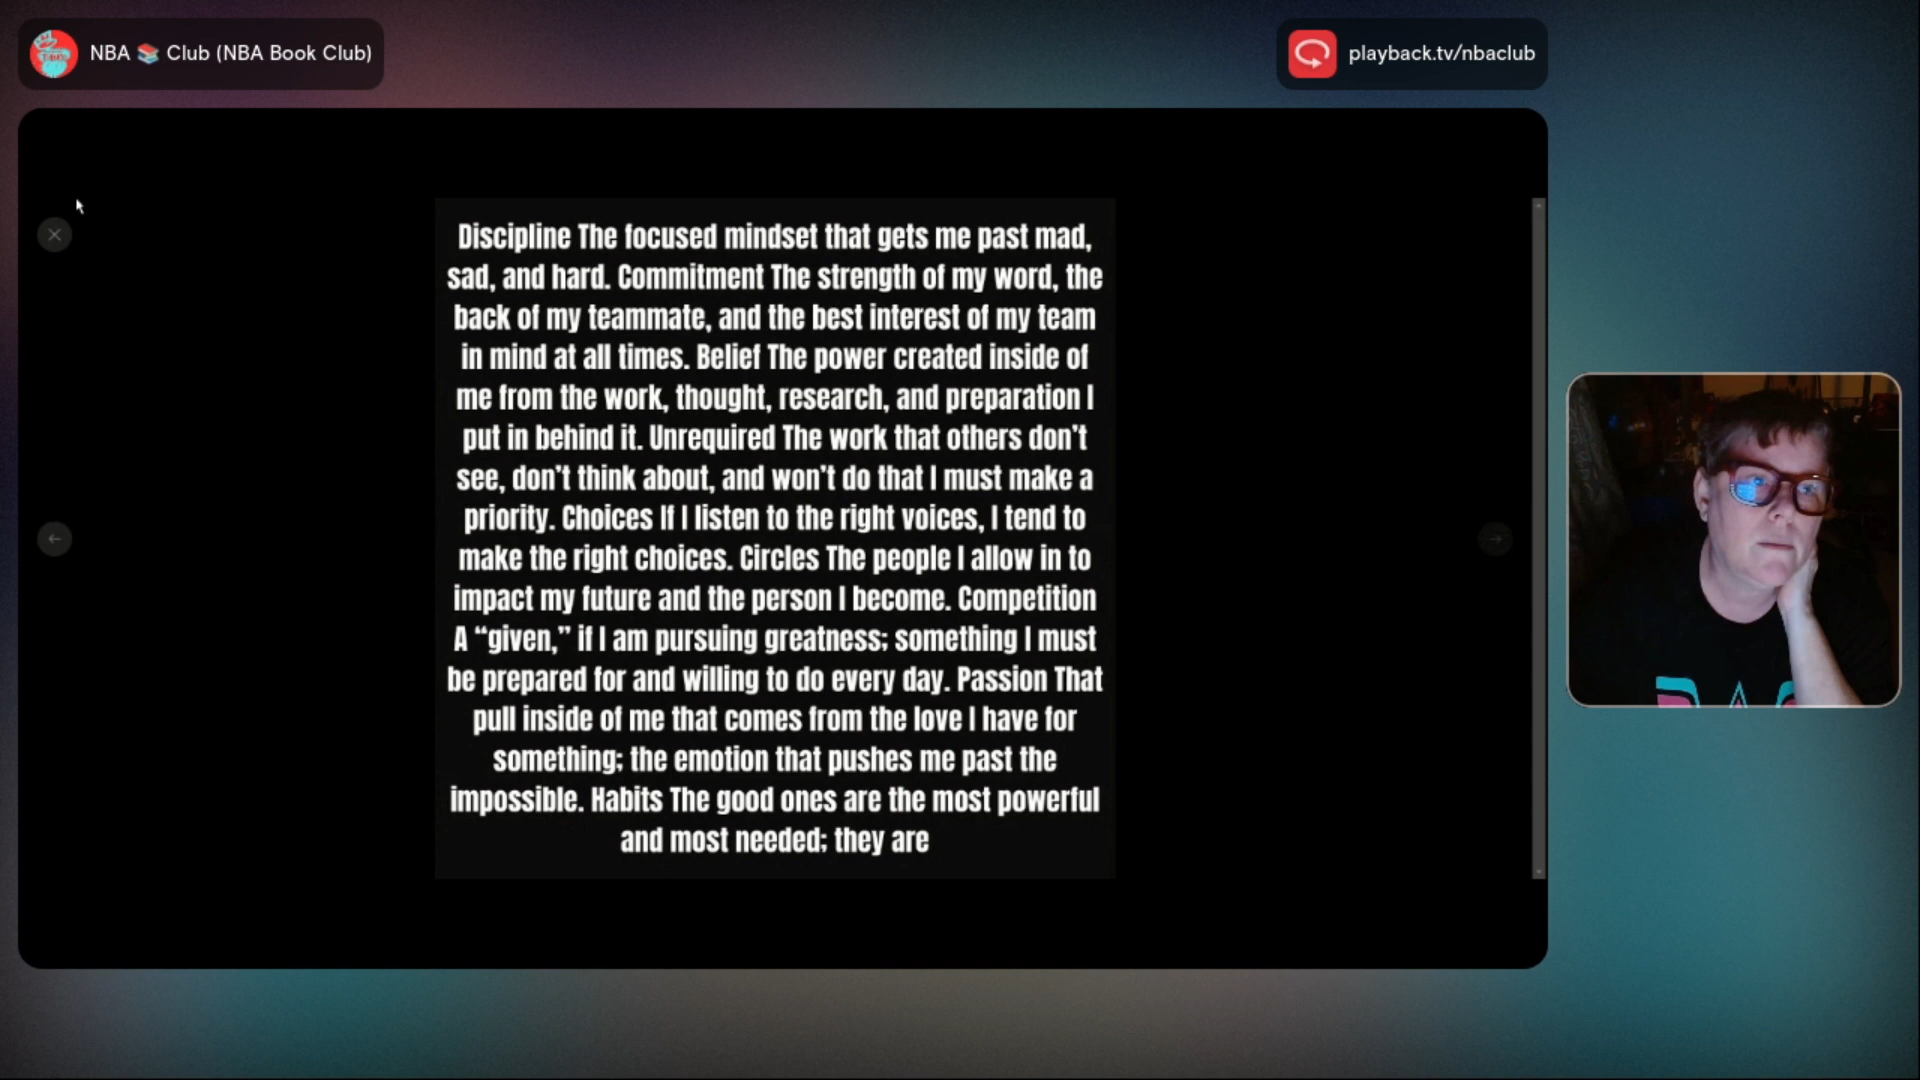 NBA 📚 Club (NBA Book Club)
playback.tv/nbaclub
Discipline The focused mindset that gets me past mad,
sad, and hard. Commitment The strength of my word, the
back of my teammate, and the best interest of my team
in mind at all times. Belief The power created inside of
me from the work, thought, research, and preparation I
put in behind it. Unrequired The work that others don’t
see, don’t think about, and won’t do that I must make a
priority. Choices If I listen to the right voices, I tend to
make the right choices. Circles The people I allow in to
impact my future and the person I become. Competition
A “given,” if I am pursuing greatness; something I must
be prepared for and willing to do every day. Passion That
pull inside of me that comes from the love I have for
something; the emotion that pushes me past the
impossible. Habits The good ones are the most powerful
and most needed; they are